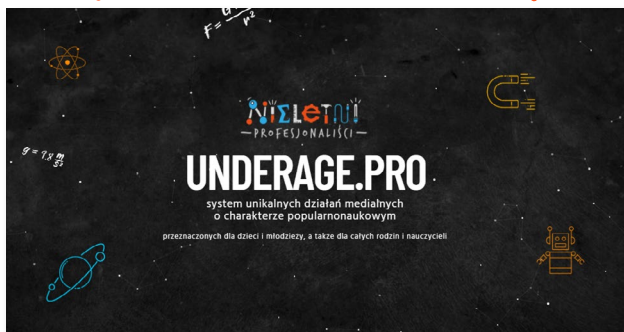 NIELETNI
PROFESJONALIŚCI
g = 9.8 m/s²
UNDERAGE.PRO
system unikalnych działań medialnych
o charakterze popularnonaukowym
przeznaczonych dla dzieci i młodzieży, a także dla całych rodzin i nauczycieli